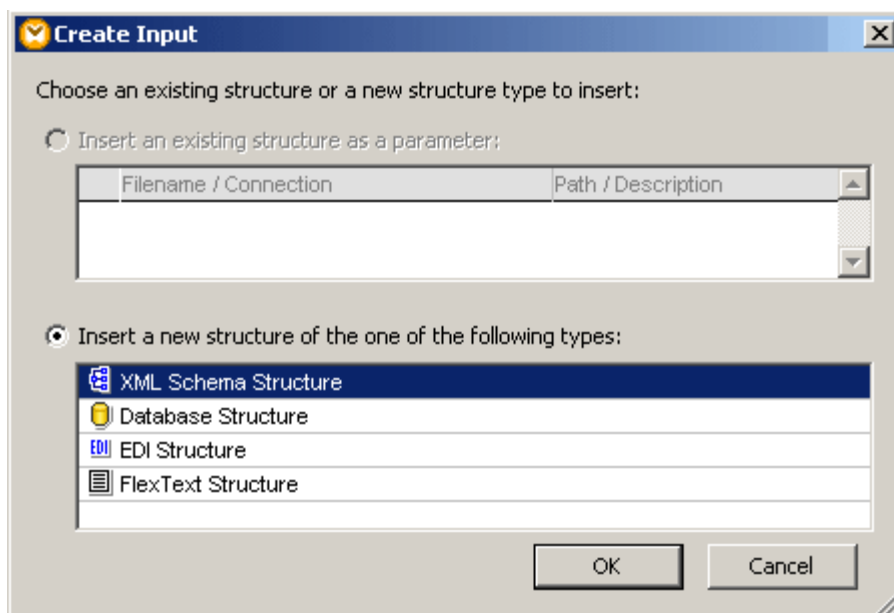 Create Input
Choose an existing structure or a new structure type to insert:
Insert an existing structure as a parameter:
Filename / Connection Path / Description
Insert a new structure of the one of the following types:
XML Schema Structure
Database Structure
EDI EDI Structure
FlexText Structure
OK Cancel